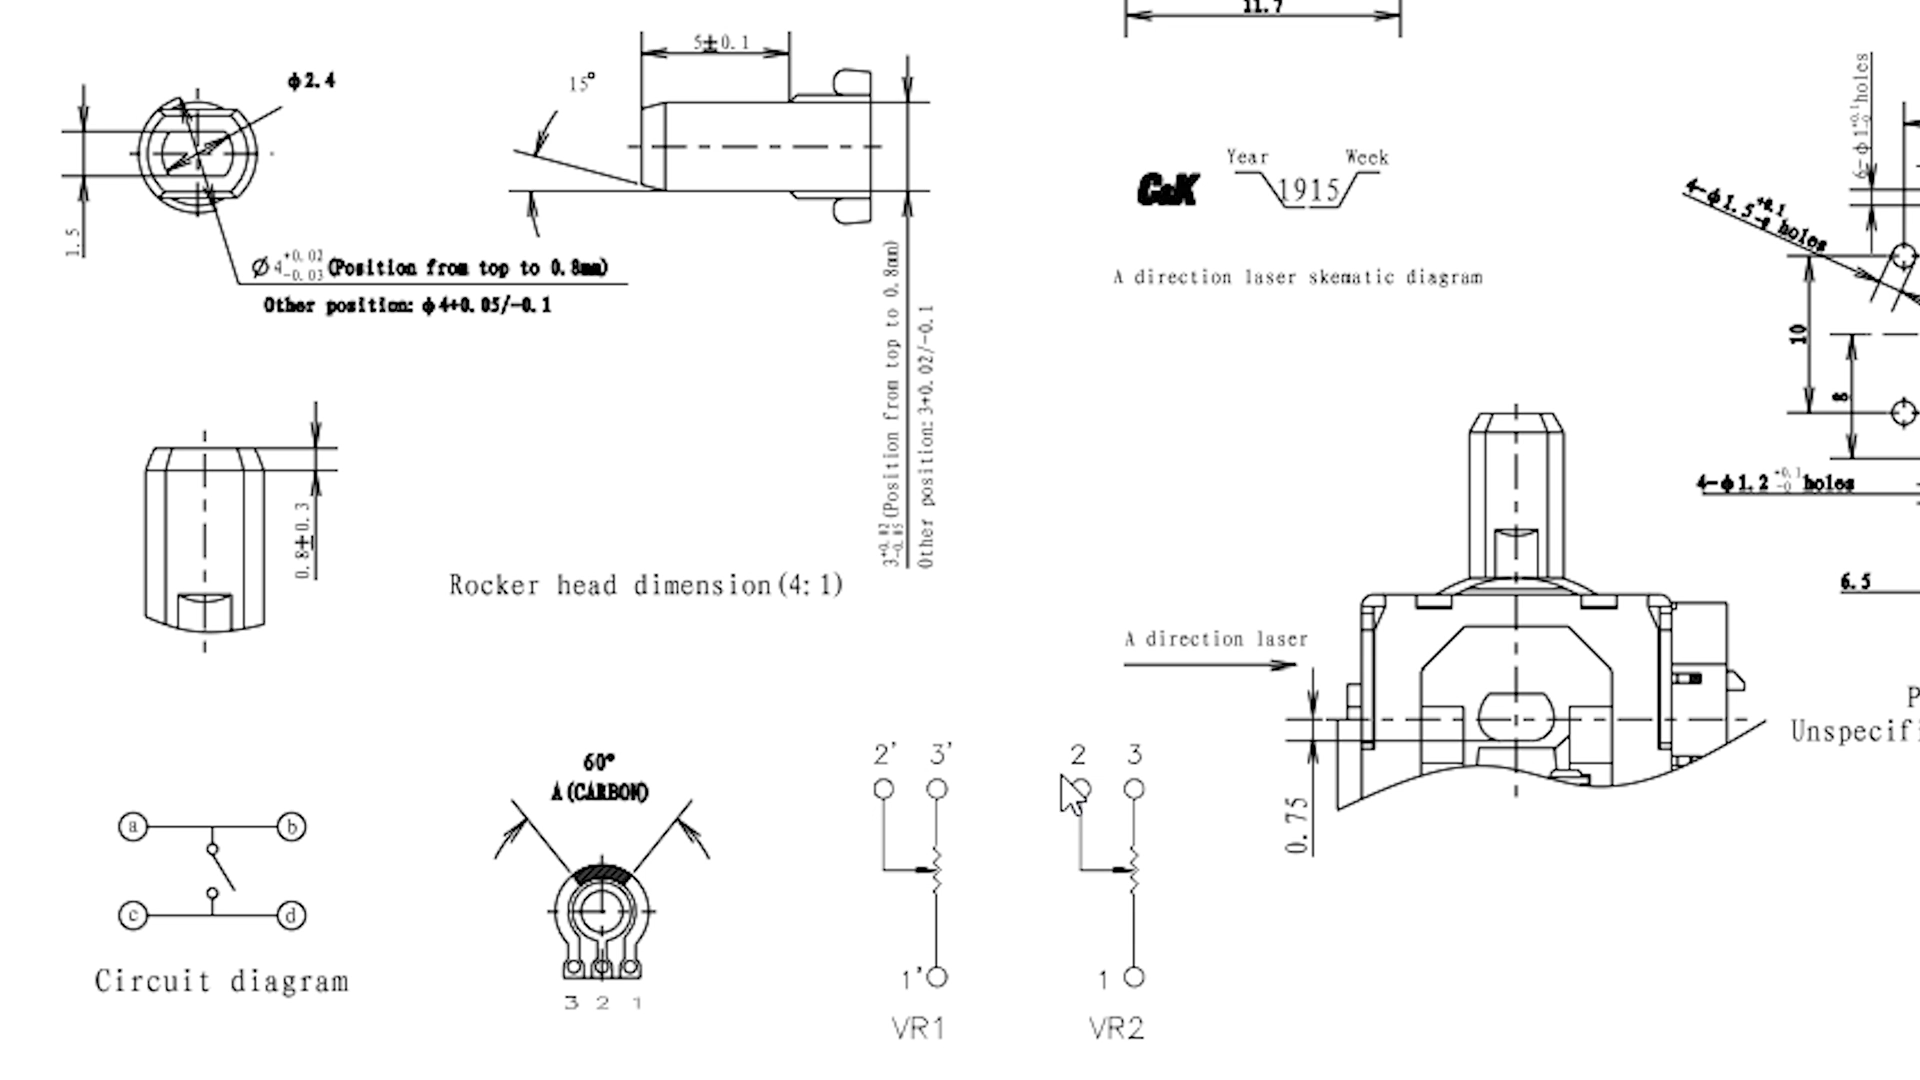 11.7
5±0.1
15°
ϕ2.4
1.5
Ø4 +0.02 -0.03 (Position from top to 0.8mm)
Other position: ϕ4+0.05/-0.1
3 +0.02 -0.05 (Position from top to 0.8mm)
Other position: 3+0.02/-0.1
C&K
Year
Week
1915
A direction laser skematic diagram
6-ϕ1 +0.1 -0 holes
4-ϕ1.5 +0.1 -0 holes
10
8
4-ϕ1.2 +0.1 -0 holes
6.5
0.8±0.3
Rocker head dimension(4:1)
A direction laser
0.75
P
Unspecifi
60°
A(CARBON)
a
b
c
d
Circuit diagram
3 2 1
2' 3'
1'
VR1
2 3
1
VR2